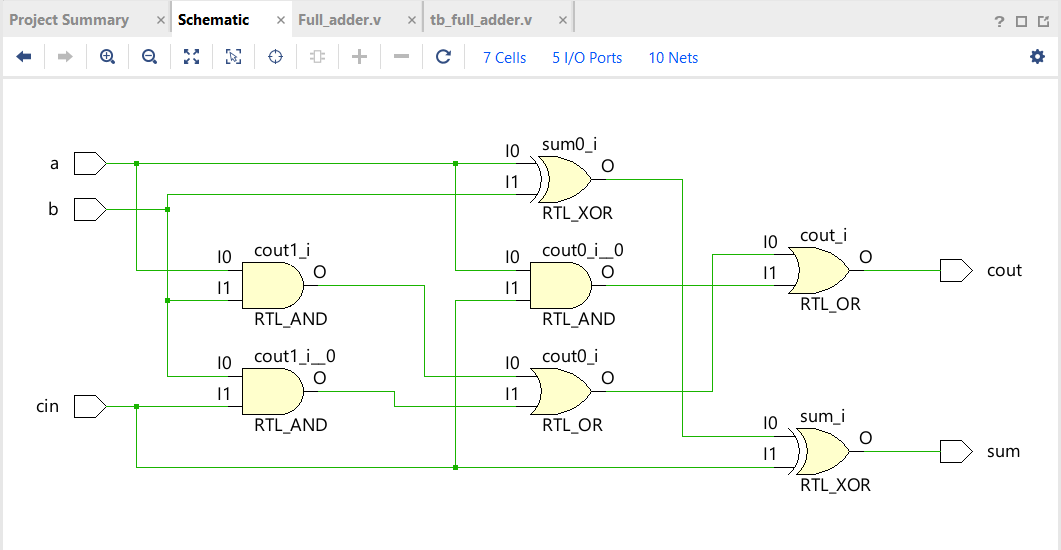 Project Summary × Schematic × Full_adder.v × tb_full_adder.v × ?
7 Cells 5 I/O Ports 10 Nets
sum0_i
a I0 O
b I1
RTL_XOR
cout1_i cout0_i__0 cout_i
I0 O I0 O I0 O
I1 I1 I1 cout
RTL_AND RTL_AND RTL_OR
cout1_i__0 cout0_i
I0 O I0 O
cin I1 I1
RTL_AND RTL_OR
sum_i
I0 O
I1 sum
RTL_XOR